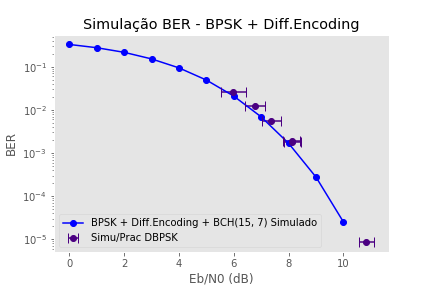 Simulação BER - BPSK + Diff.Encoding
BER
10⁻¹
10⁻²
10⁻³
10⁻⁴
10⁻⁵
BPSK + Diff.Encoding + BCH(15, 7) Simulado
Simu/Prac DBPSK
0 2 4 6 8 10
Eb/N0 (dB)